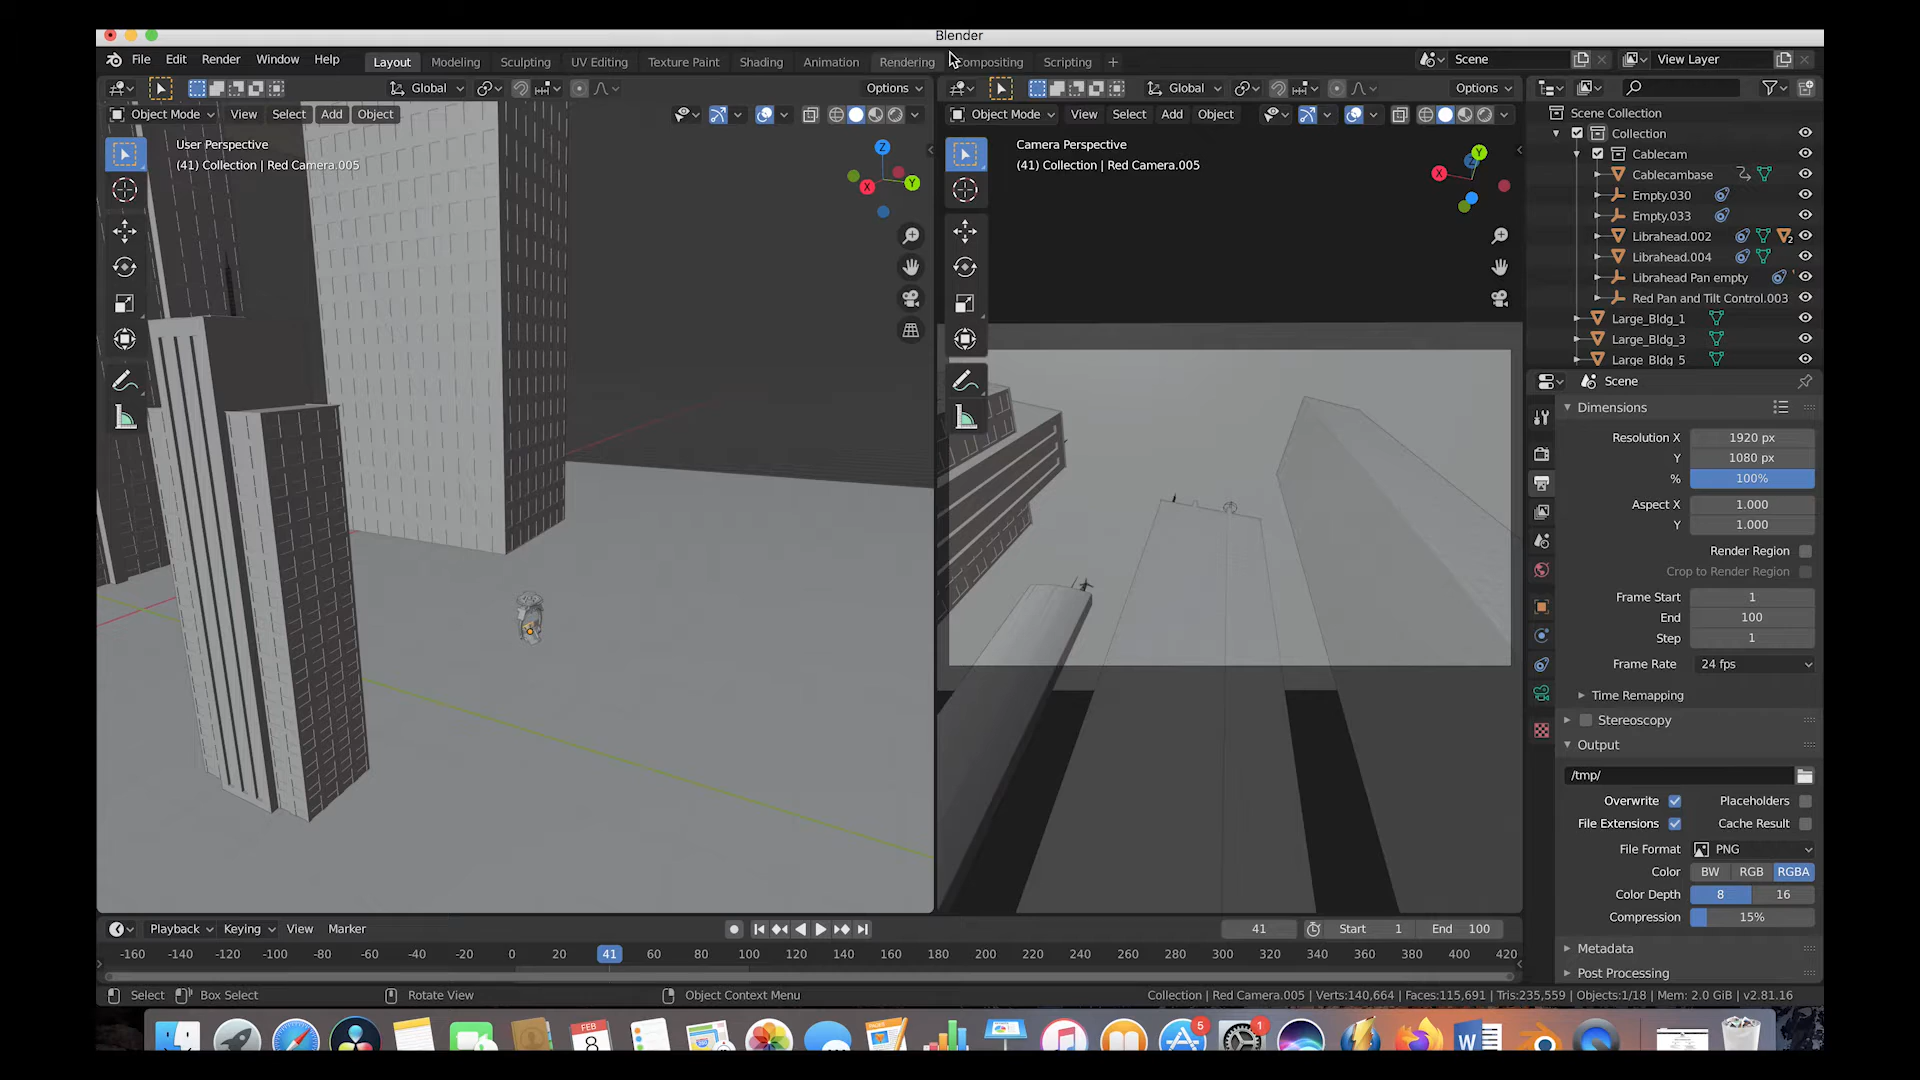 Blender
File Edit Render Window Help Layout Modeling Sculpting UV Editing Texture Paint Shading Animation Rendering Compositing Scripting + Scene View Layer
Global Options Global Options
Object Mode View Select Add Object Object Mode View Select Add Object
Scene Collection
Collection
Cablecam
Cablecambase
Empty.030
Empty.033
Librahead.002 2
Librahead.004
Librahead Pan empty
Red Pan and Tilt Control.003
Large_Bldg_1
Large_Bldg_3
Large_Bldg_5
User Perspective
(41) Collection | Red Camera.005
Z
X
Y
Camera Perspective
(41) Collection | Red Camera.005
Y
X
Z
Scene
Dimensions
Resolution X 1920 px
Y 1080 px
% 100%
Aspect X 1.000
Y 1.000
Render Region
Crop to Render Region
Frame Start 1
End 100
Step 1
Frame Rate 24 fps
Time Remapping
Stereoscopy
Output
/tmp/
Overwrite Placeholders
File Extensions Cache Result
File Format PNG
Color BW RGB RGBA
Color Depth 8 16
Compression 15%
Metadata
Post Processing
Playback Keying View Marker 41 Start 1 End 100
-160 -140 -120 -100 -80 -60 -40 -20 0 20 41 60 80 100 120 140 160 180 200 220 240 260 280 300 320 340 360 380 400 420
Select Box Select Rotate View Object Context Menu Collection | Red Camera.005 | Verts:140,664 | Faces:115,691 | Tris:235,559 | Objects:1/18 | Mem: 2.0 GiB | v2.81.16
FEB
8
5
1
W